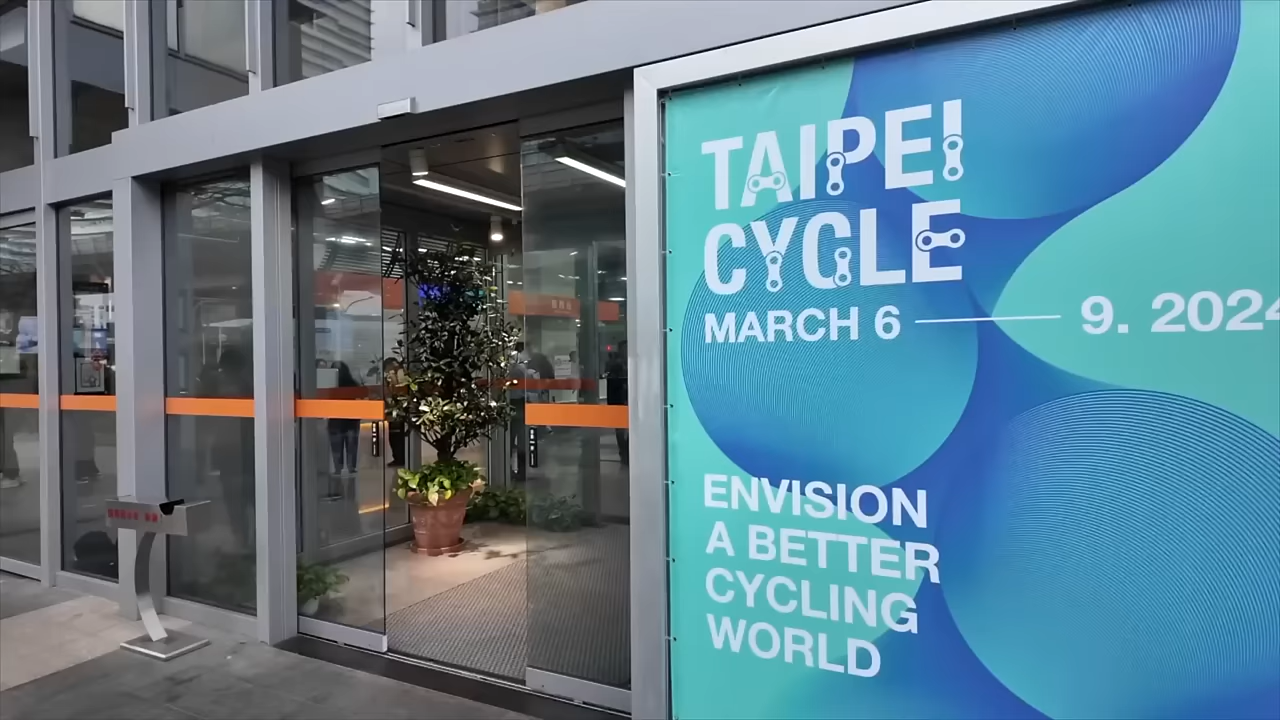 TAIPEI
CYCLE
MARCH 6 — 9. 2024
ENVISION
A BETTER
CYCLING
WORLD